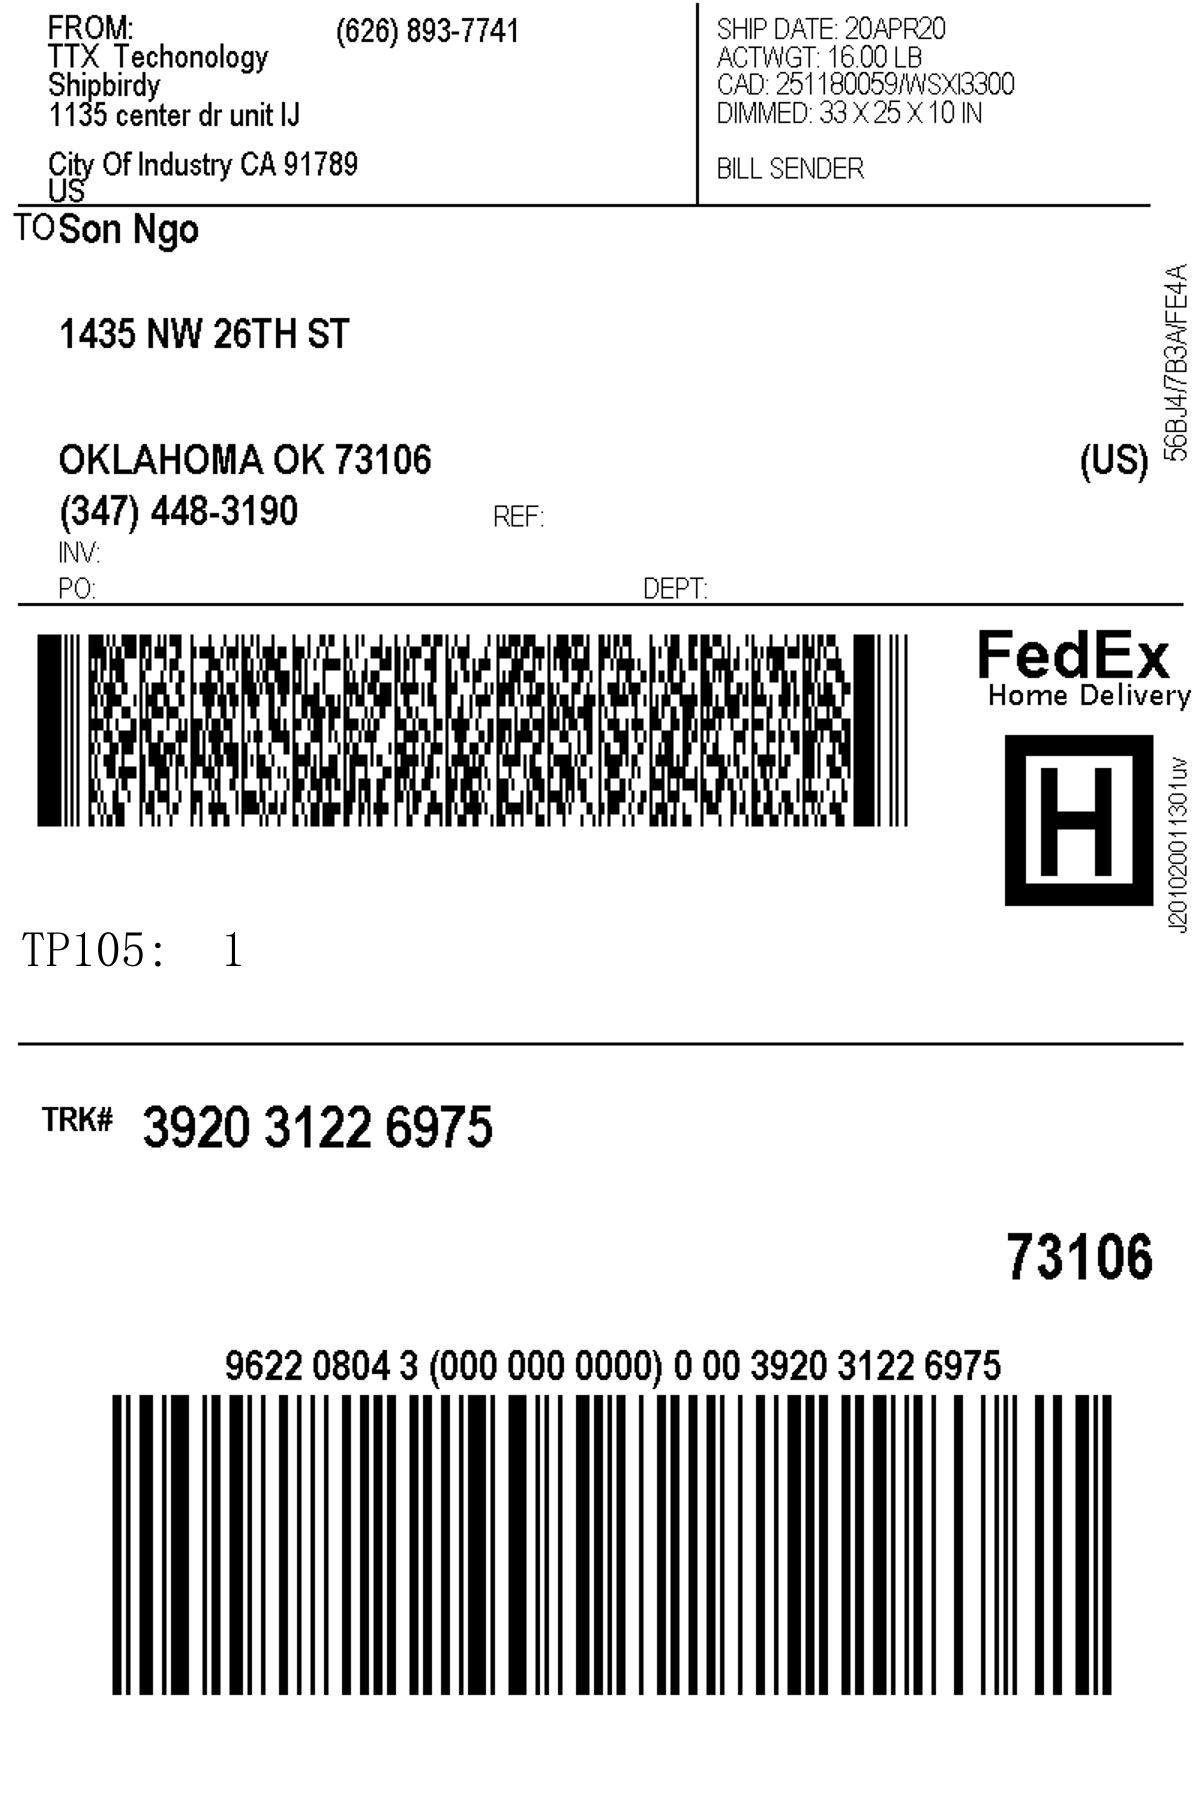 FROM: (626) 893-7741
TTX Techonology
Shipbirdy
1135 center dr unit IJ
City Of Industry CA 91789
US
SHIP DATE: 20APR20
ACTWGT: 16.00 LB
CAD: 251180059/WSXI3300
DIMMED: 33 X 25 X 10 IN
BILL SENDER
TO Son Ngo
1435 NW 26TH ST
OKLAHOMA OK 73106 (US)
(347) 448-3190 REF:
INV:
PO: DEPT:
56BJ4/7B3A/FE4A
FedEx
Home Delivery
H
J201020011301uv
TP105: 1
TRK# 3920 3122 6975
73106
9622 0804 3 (000 000 0000) 0 00 3920 3122 6975